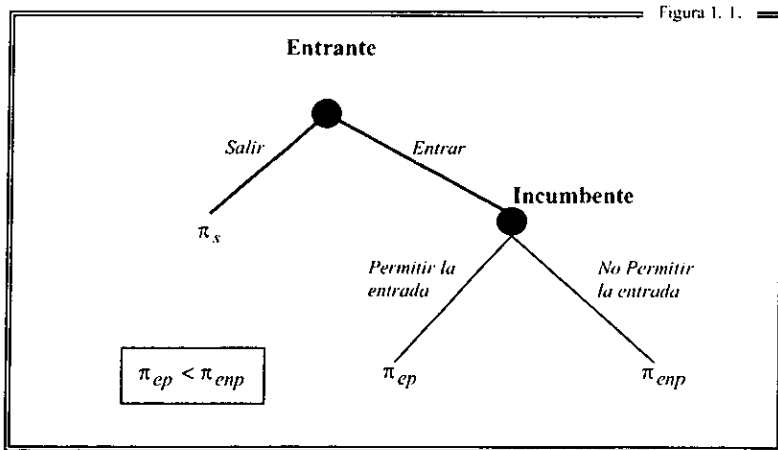 Figura 1. 1.
Entrante
Salir
Entrar
Incumbente
π_s
Permitir la
entrada
No Permitir
la entrada
π_ep < π_enp
π_ep
π_enp